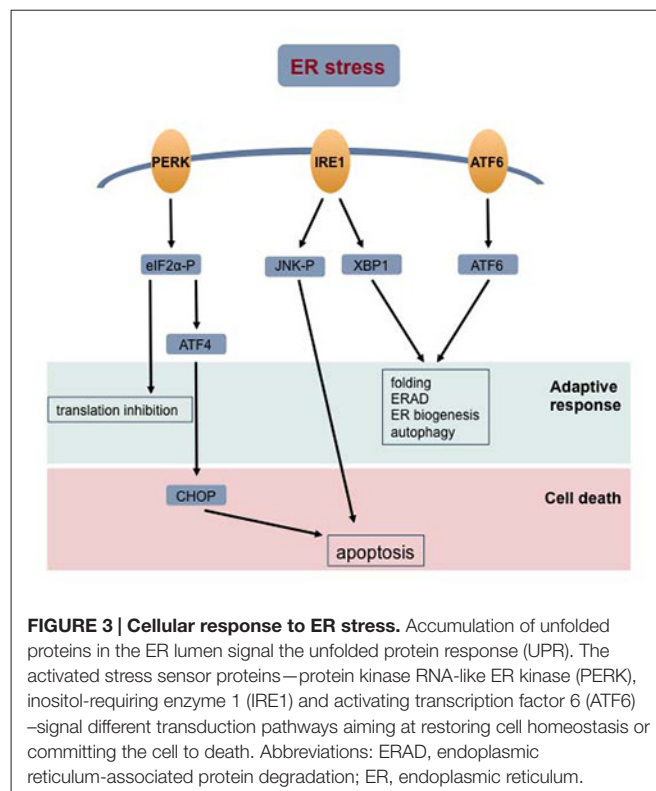 ER stress
PERK
IRE1
ATF6
eIF2α-P
JNK-P
XBP1
ATF6
ATF4
translation inhibition
folding
ERAD
ER biogenesis
autophagy
Adaptive
response
CHOP
Cell death
apoptosis
FIGURE 3 | Cellular response to ER stress. Accumulation of unfolded
proteins in the ER lumen signal the unfolded protein response (UPR). The
activated stress sensor proteins—protein kinase RNA-like ER kinase (PERK),
inositol-requiring enzyme 1 (IRE1) and activating transcription factor 6 (ATF6)
–signal different transduction pathways aiming at restoring cell homeostasis or
committing the cell to death. Abbreviations: ERAD, endoplasmic
reticulum-associated protein degradation; ER, endoplasmic reticulum.